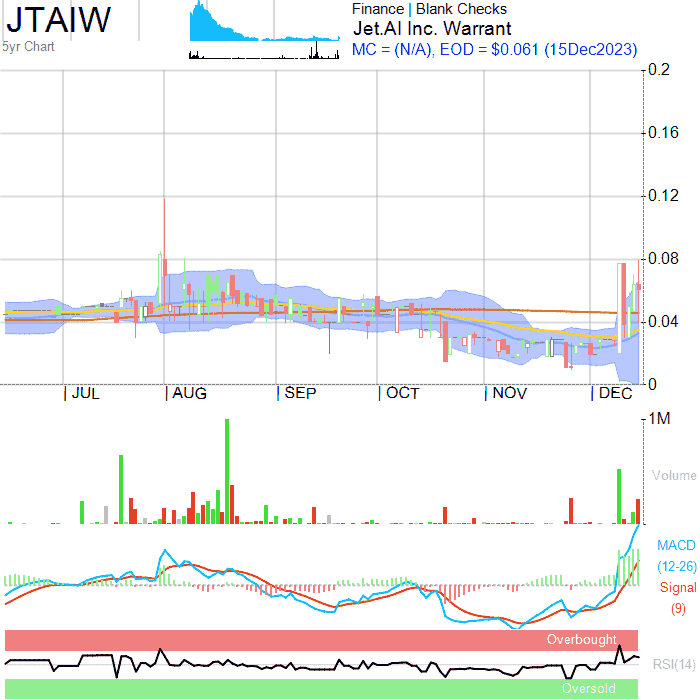 JTAIW
5yr Chart
Finance | Blank Checks
Jet.AI Inc. Warrant
MC = (N/A), EOD = $0.061 (15Dec2023)
0.2
0.16
0.12
0.08
0.04
0
JUL AUG SEP OCT NOV DEC
1M
Volume
MACD
(12-26)
Signal
(9)
Overbought
RSI(14)
Oversold